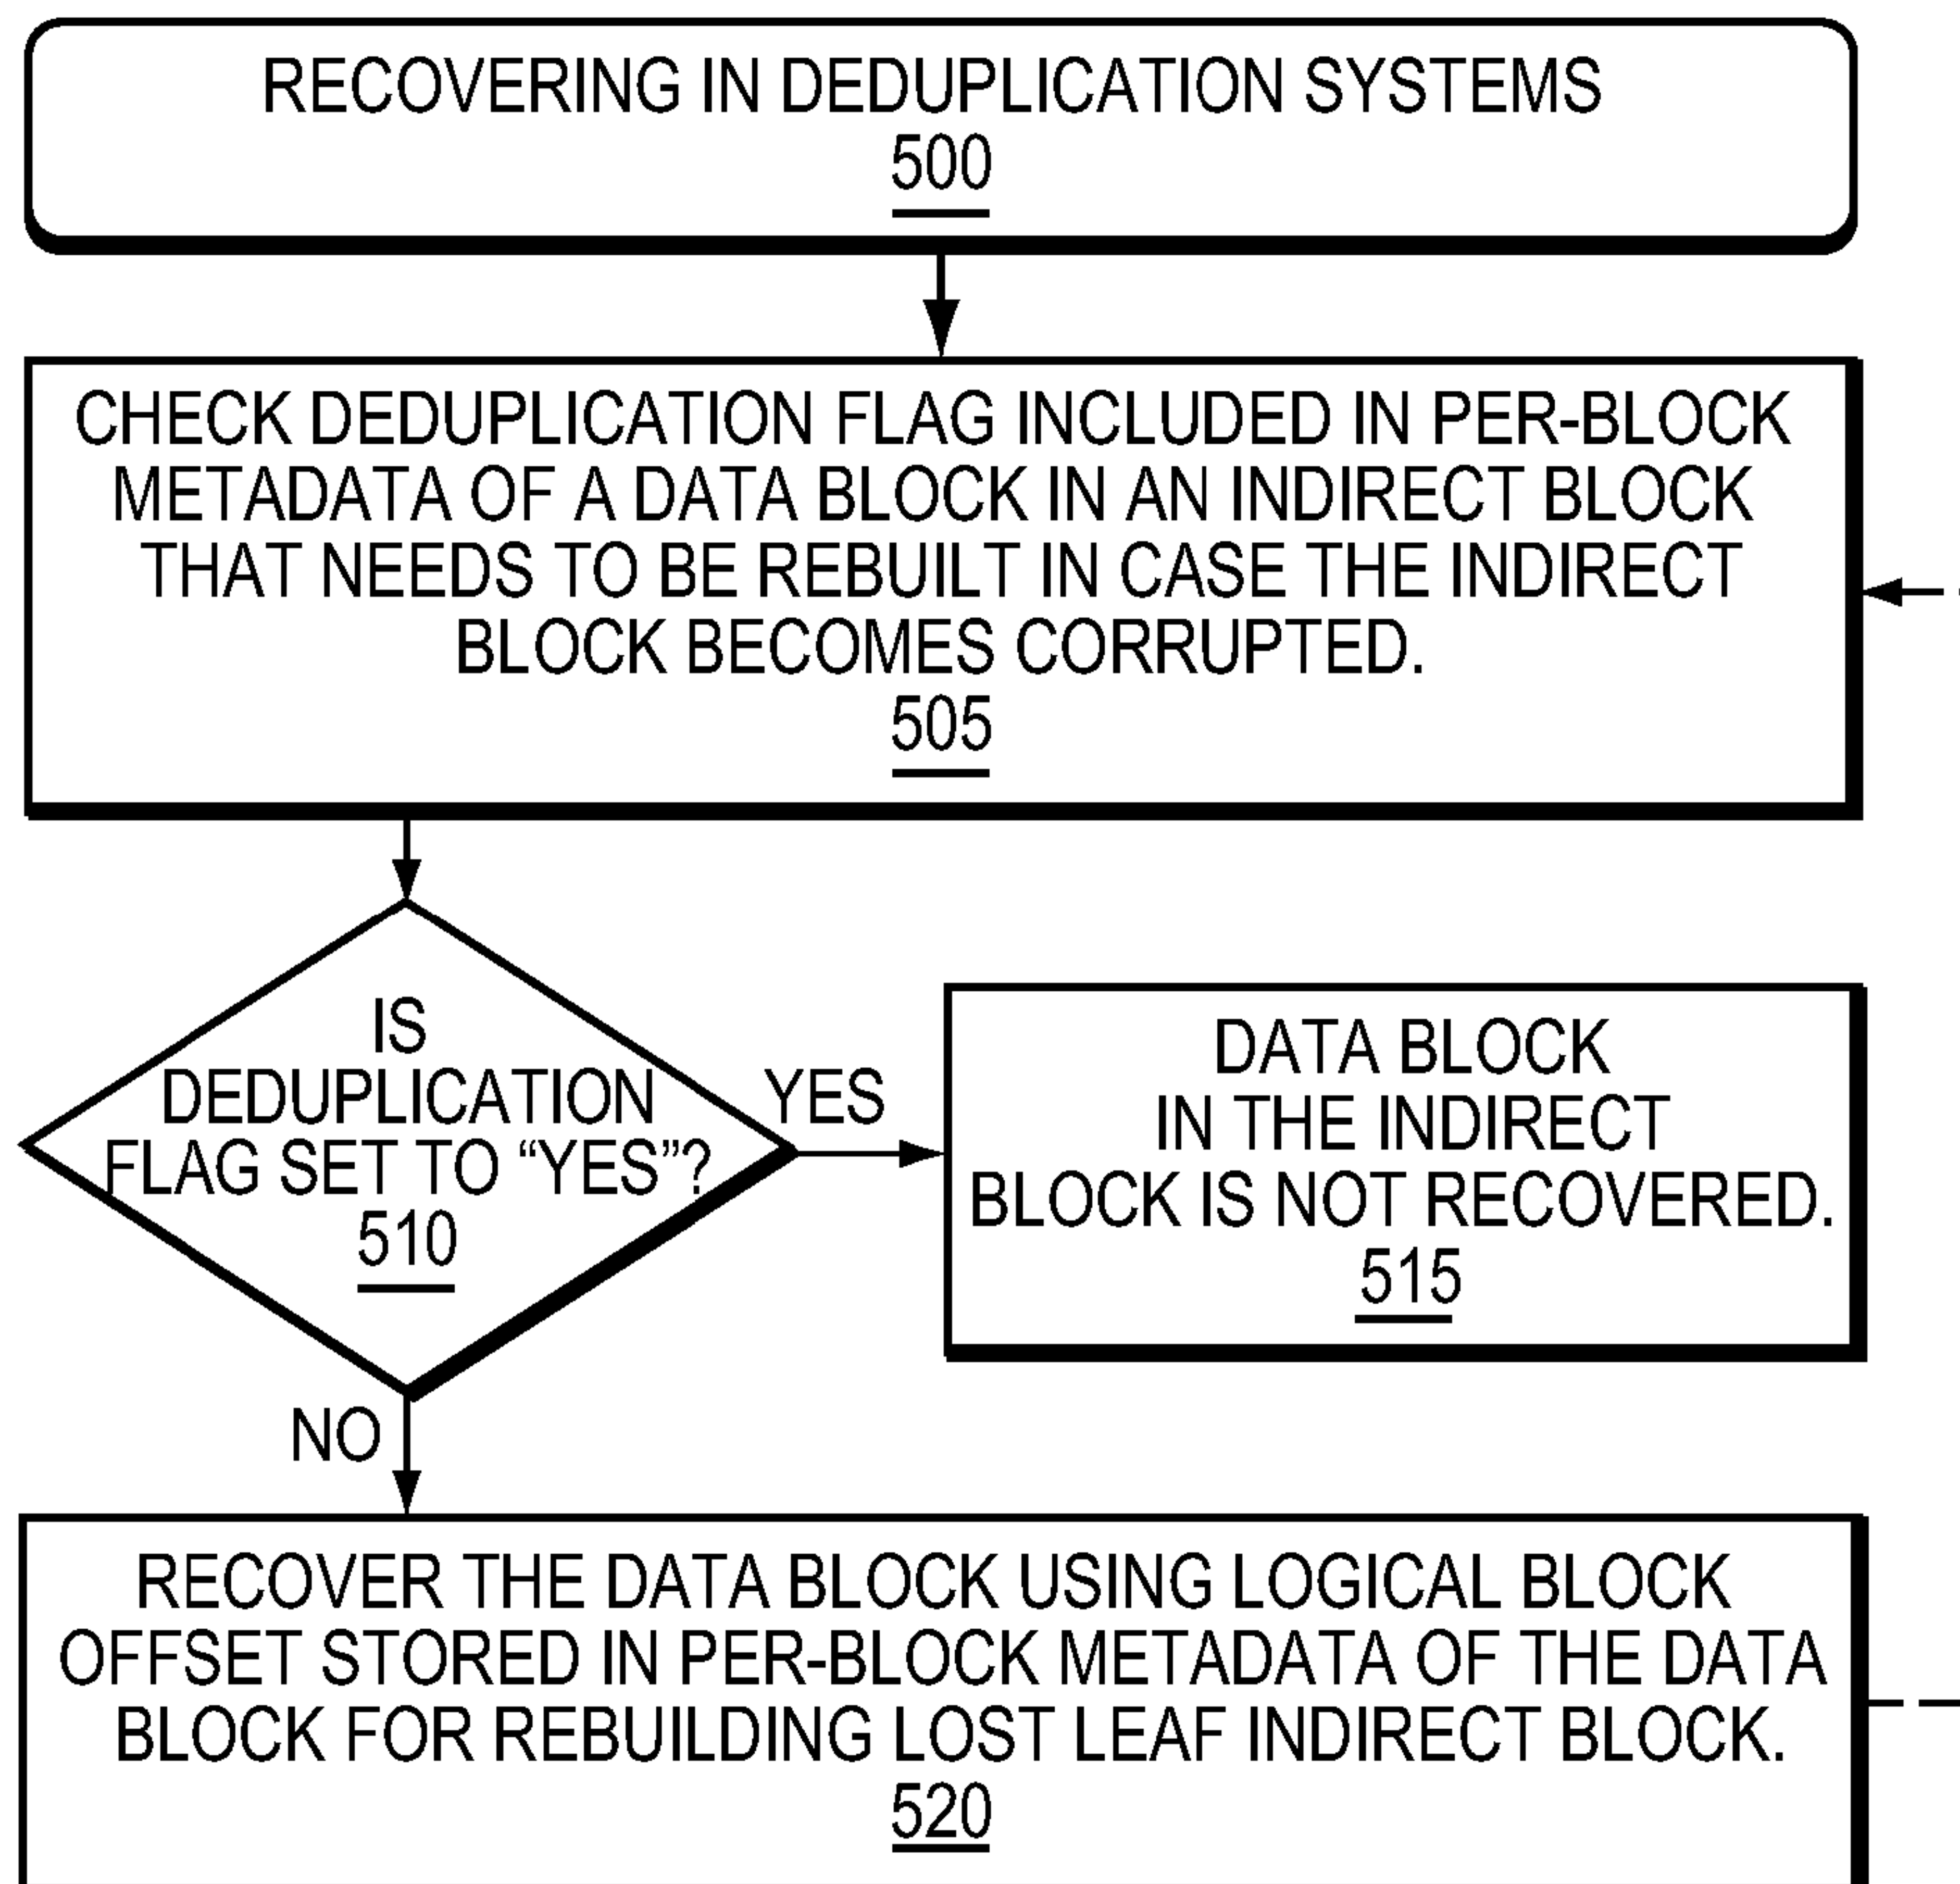 RECOVERING IN DEDUPLICATION SYSTEMS
500
CHECK DEDUPLICATION FLAG INCLUDED IN PER-BLOCK
METADATA OF A DATA BLOCK IN AN INDIRECT BLOCK
THAT NEEDS TO BE REBUILT IN CASE THE INDIRECT
BLOCK BECOMES CORRUPTED.
505
IS
DEDUPLICATION
FLAG SET TO “YES”?
510
YES
DATA BLOCK
IN THE INDIRECT
BLOCK IS NOT RECOVERED.
515
NO
RECOVER THE DATA BLOCK USING LOGICAL BLOCK
OFFSET STORED IN PER-BLOCK METADATA OF THE DATA
BLOCK FOR REBUILDING LOST LEAF INDIRECT BLOCK.
520